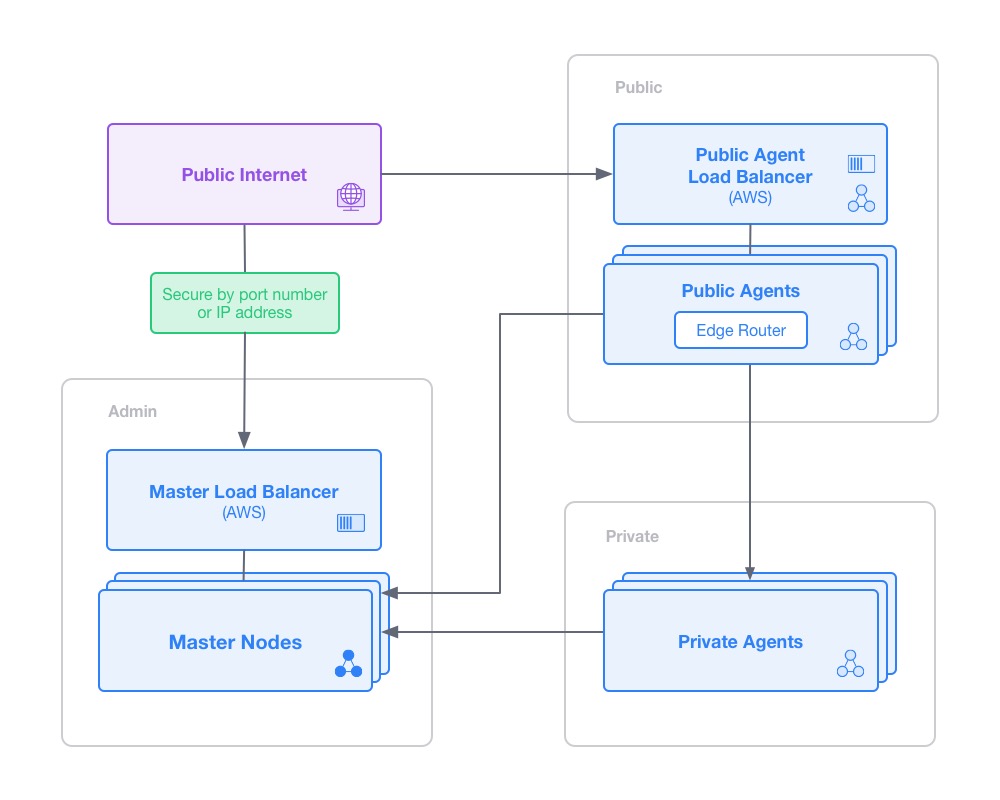 Public
Public Internet
Public Agent
Load Balancer
(AWS)
Secure by port number
or IP address
Public Agents
Edge Router
Admin
Master Load Balancer
(AWS)
Private
Master Nodes
Private Agents